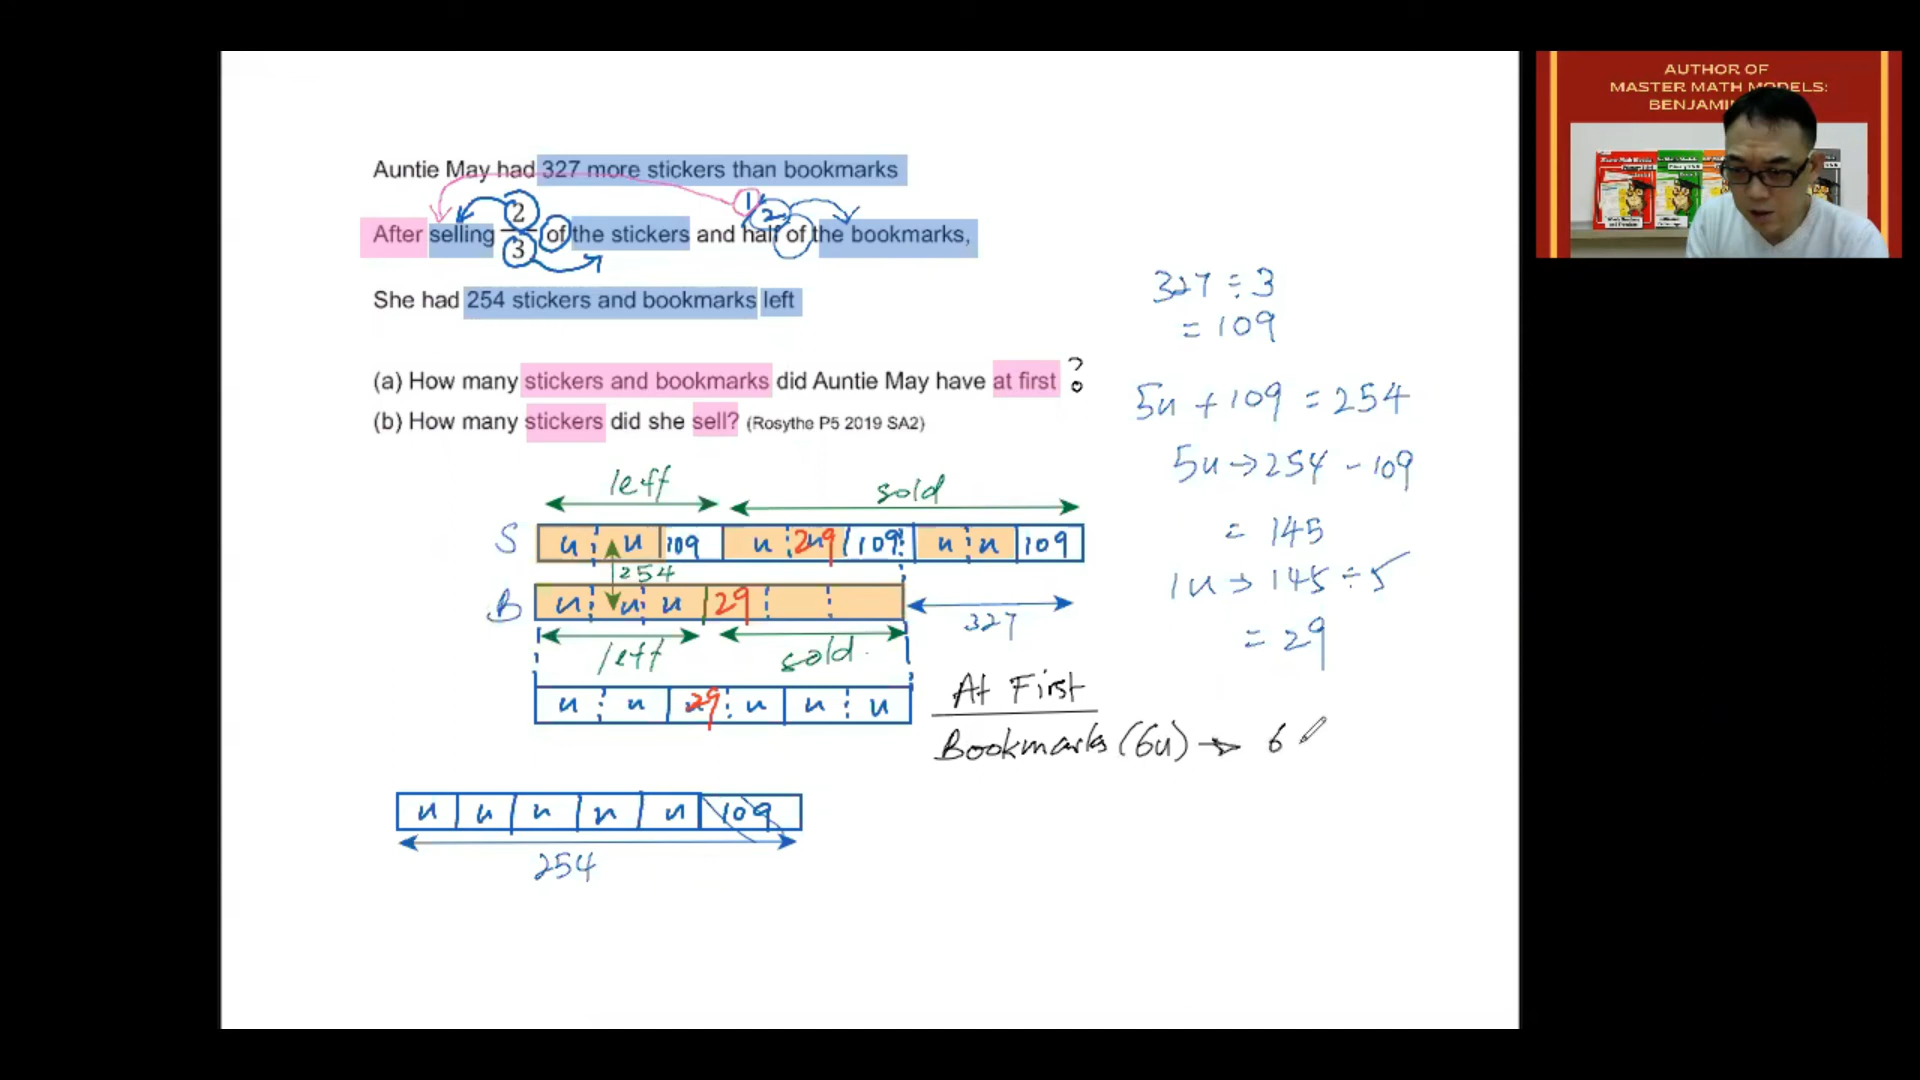 AUTHOR OF
MASTER MATH MODELS:
BENJAMI
Auntie May had 327 more stickers than bookmarks
1
2
2
After selling — of the stickers and half of the bookmarks,
3
She had 254 stickers and bookmarks left
(a) How many stickers and bookmarks did Auntie May have at first ?
(b) How many stickers did she sell? (Rosythe P5 2019 SA2)
327 ÷ 3
= 109
5u + 109 = 254
5u → 254 - 109
= 145
1u → 145 ÷ 5
= 29
left sold
S u u 109 u 29 109 u u 109
254
B u u u 29
327
left sold
u u 29 u u u
At First
Bookmarks (6u) → 6
u u u u u 109
254